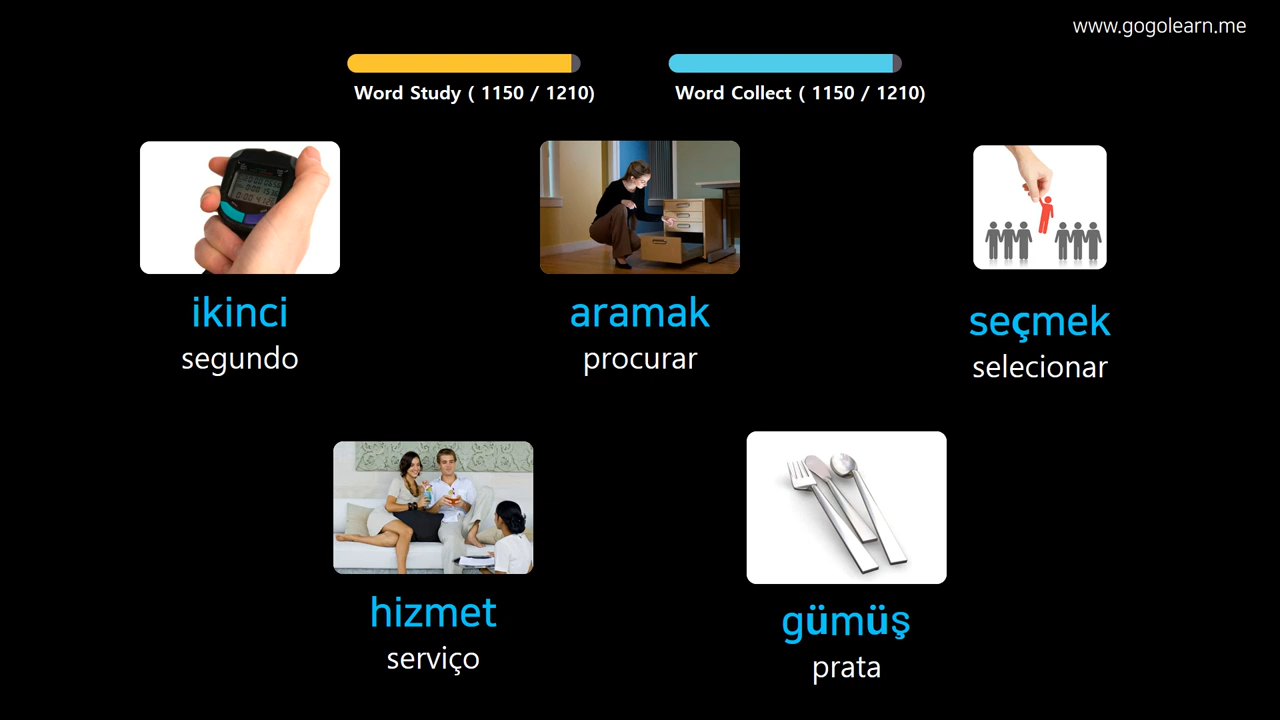 www.gogolearn.me
Word Study ( 1150 / 1210)
Word Collect ( 1150 / 1210)
ikinci
segundo
aramak
procurar
seçmek
selecionar
hizmet
serviço
gümüş
prata